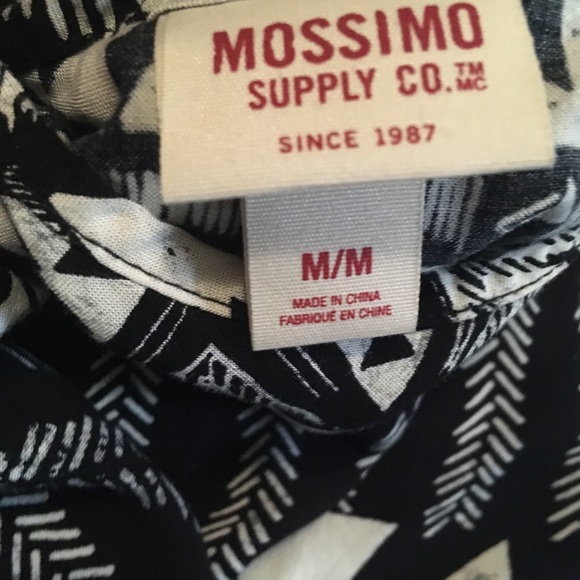 MOSSIMO
SUPPLY CO.™ MC
SINCE 1987
M/M
MADE IN CHINA
FABRIQUÉ EN CHINE